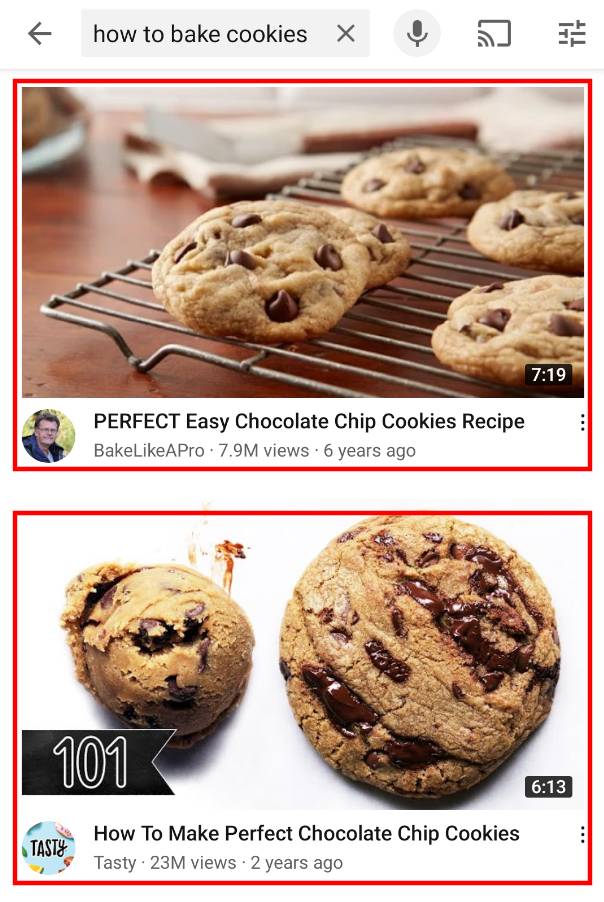 how to bake cookies
7:19
PERFECT Easy Chocolate Chip Cookies Recipe
BakeLikeAPro · 7.9M views · 6 years ago
101
6:13
TASTY
How To Make Perfect Chocolate Chip Cookies
Tasty · 23M views · 2 years ago